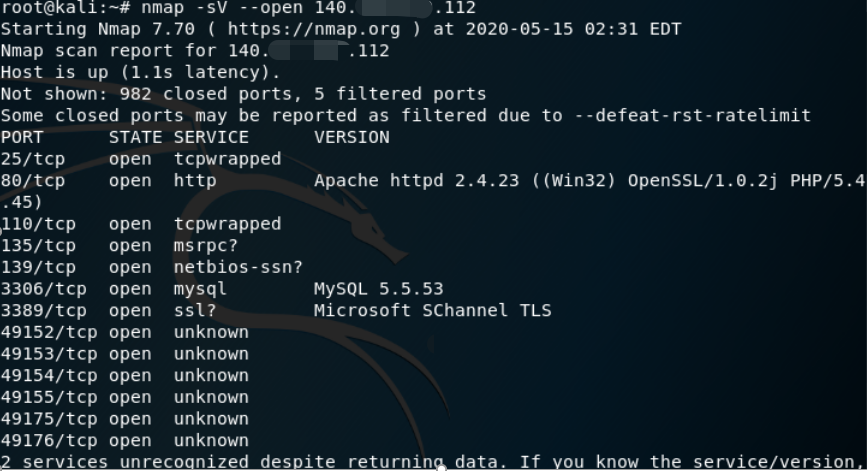 root@kali:~# nmap -sV --open 140.       .112
Starting Nmap 7.70 ( https://nmap.org ) at 2020-05-15 02:31 EDT
Nmap scan report for 140.       .112
Host is up (1.1s latency).
Not shown: 982 closed ports, 5 filtered ports
Some closed ports may be reported as filtered due to --defeat-rst-ratelimit
PORT      STATE SERVICE      VERSION
25/tcp    open  tcpwrapped
80/tcp    open  http         Apache httpd 2.4.23 ((Win32) OpenSSL/1.0.2j PHP/5.4
.45)
110/tcp   open  tcpwrapped
135/tcp   open  msrpc?
139/tcp   open  netbios-ssn?
3306/tcp  open  mysql        MySQL 5.5.53
3389/tcp  open  ssl?         Microsoft SChannel TLS
49152/tcp open  unknown
49153/tcp open  unknown
49154/tcp open  unknown
49155/tcp open  unknown
49175/tcp open  unknown
49176/tcp open  unknown
2 services unrecognized despite returning data. If you know the service/version